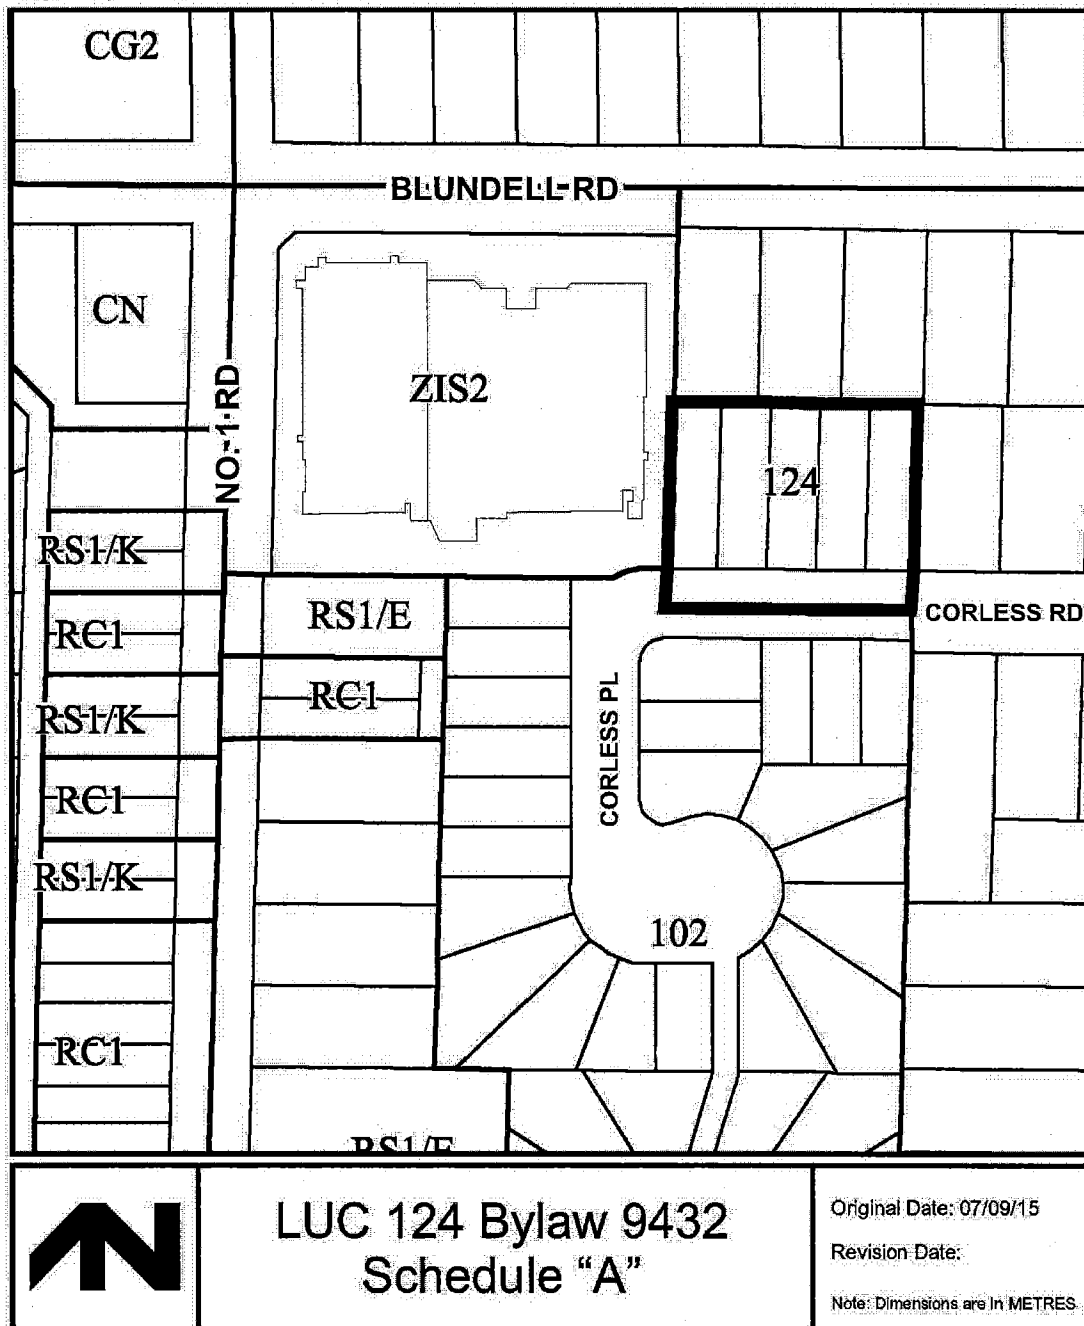 CG2
BLUNDELL RD
CN
NO. 1 RD
ZIS2
124
RS1/K
RS1/E
CORLESS RD
RC1
RC1
RS1/K
CORLESS PL
RC1
RS1/K
102
RC1
RS1/E
LUC 124 Bylaw 9432
Schedule “A”
Original Date: 07/09/15
Revision Date:
Note: Dimensions are in METRES